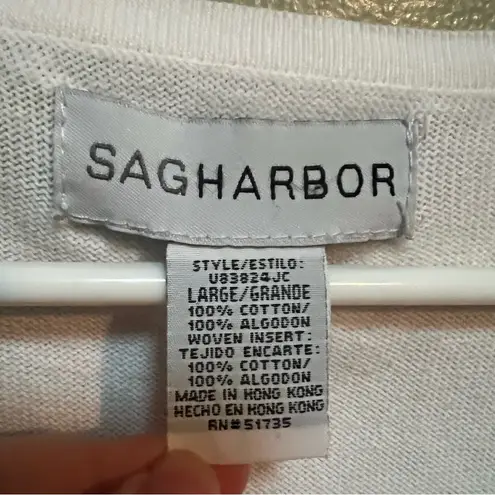 SAGHARBOR
STYLE/ESTILO:
U83824JC
LARGE/GRANDE
100% COTTON/
100% ALGODON
WOVEN INSERT:
TEJIDO ENCARTE:
100% COTTON/
100% ALGODON
MADE IN HONG KONG
HECHO EN HONG KONG
RN#51735